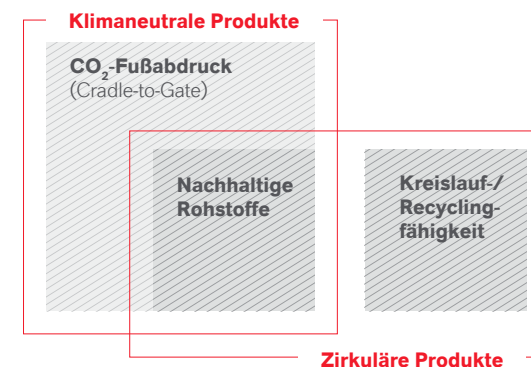 Klimaneutrale Produkte
CO₂-Fußabdruck
(Cradle-to-Gate)
Nachhaltige
Rohstoffe
Kreislauf-/
Recycling-
fähigkeit
Zirkuläre Produkte